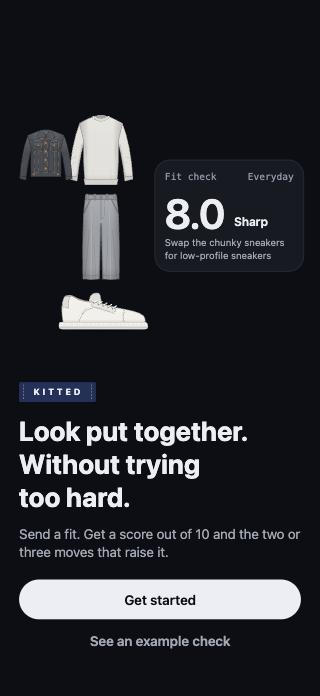 Fit check Everyday
8.0 Sharp
Swap the chunky sneakers
for low-profile sneakers
KITTED
Look put together.
Without trying
too hard.
Send a fit. Get a score out of 10 and the two or
three moves that raise it.
Get started
See an example check